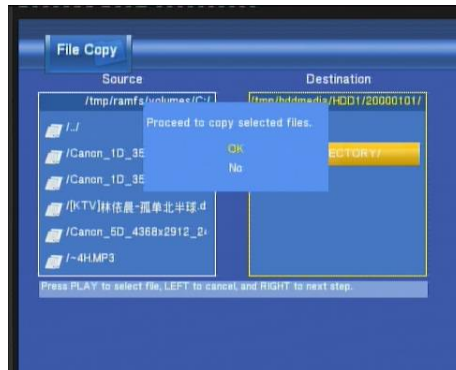 File Copy
Source
Destination
/tmp/ramfs/volumes/C:/
/tmp/hddmedia/HDD1/20000101/
/../
Proceed to copy selected files.
OK
No
/Canon_1D_35
ECTORY/
/Canon_1D_35
/[KTV]林依晨-孤单北半球.d
/Canon_5D_4368x2912_2
/~4H.MP3
Press PLAY to select file, LEFT to cancel, and RIGHT to next step.